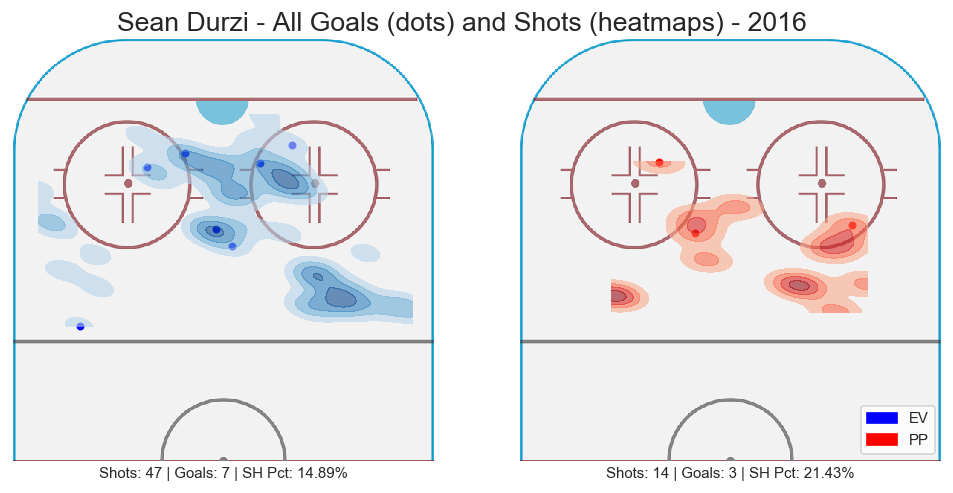 Sean Durzi - All Goals (dots) and Shots (heatmaps) - 2016
EV
PP
Shots: 47 | Goals: 7 | SH Pct: 14.89%
Shots: 14 | Goals: 3 | SH Pct: 21.43%